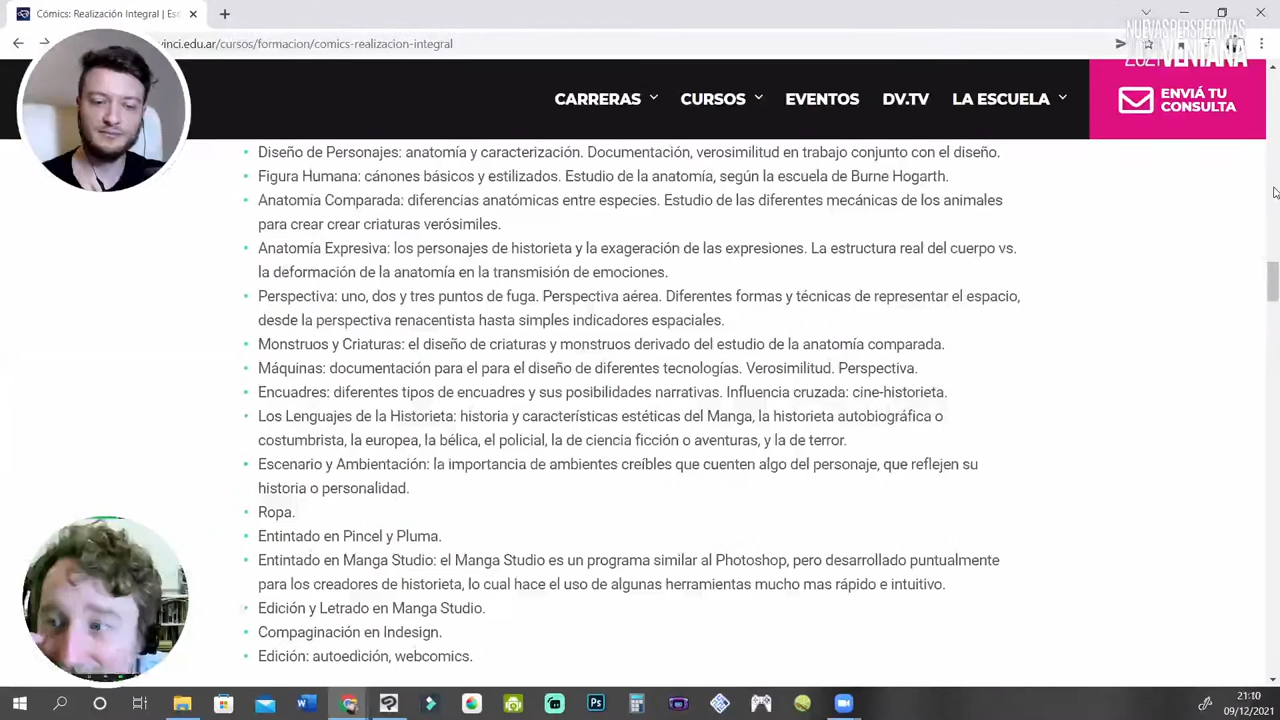 Cómics: Realización Integral | Es
vinci.edu.ar/cursos/formacion/comics-realizacion-integral
NUEVAS PERSPECTIVAS
2021 VENTANA
CARRERAS
CURSOS
EVENTOS
DV.TV
LA ESCUELA
ENVIÁ TU
CONSULTA
Diseño de Personajes: anatomía y caracterización. Documentación, verosimilitud en trabajo conjunto con el diseño.
Figura Humana: cánones básicos y estilizados. Estudio de la anatomía, según la escuela de Burne Hogarth.
Anatomía Comparada: diferencias anatómicas entre especies. Estudio de las diferentes mecánicas de los animales
para crear crear criaturas verósimiles.
Anatomía Expresiva: los personajes de historieta y la exageración de las expresiones. La estructura real del cuerpo vs.
la deformación de la anatomía en la transmisión de emociones.
Perspectiva: uno, dos y tres puntos de fuga. Perspectiva aérea. Diferentes formas y técnicas de representar el espacio,
desde la perspectiva renacentista hasta simples indicadores espaciales.
Monstruos y Criaturas: el diseño de criaturas y monstruos derivado del estudio de la anatomía comparada.
Máquinas: documentación para el para el diseño de diferentes tecnologías. Verosimilitud. Perspectiva.
Encuadres: diferentes tipos de encuadres y sus posibilidades narrativas. Influencia cruzada: cine-historieta.
Los Lenguajes de la Historieta: historia y características estéticas del Manga, la historieta autobiográfica o
costumbrista, la europea, la bélica, el policial, la de ciencia ficción o aventuras, y la de terror.
Escenario y Ambientación: la importancia de ambientes creíbles que cuenten algo del personaje, que reflejen su
historia o personalidad.
Ropa.
Entintado en Pincel y Pluma.
Entintado en Manga Studio: el Manga Studio es un programa similar al Photoshop, pero desarrollado puntualmente
para los creadores de historieta, lo cual hace el uso de algunas herramientas mucho mas rápido e intuitivo.
Edición y Letrado en Manga Studio.
Compaginación en Indesign.
Edición: autoedición, webcomics.
21:10
09/12/2021